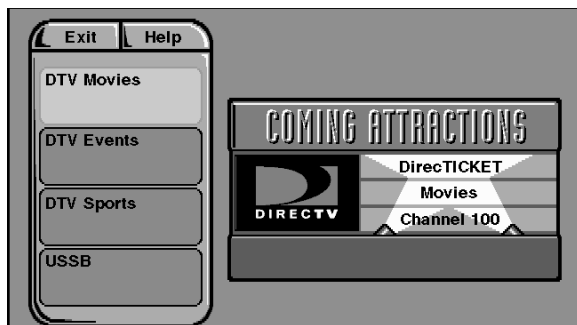 Exit Help
DTV Movies
DTV Events
DTV Sports
USSB
COMING ATTRACTIONS
DIRECTV
DirecTICKET
Movies
Channel 100